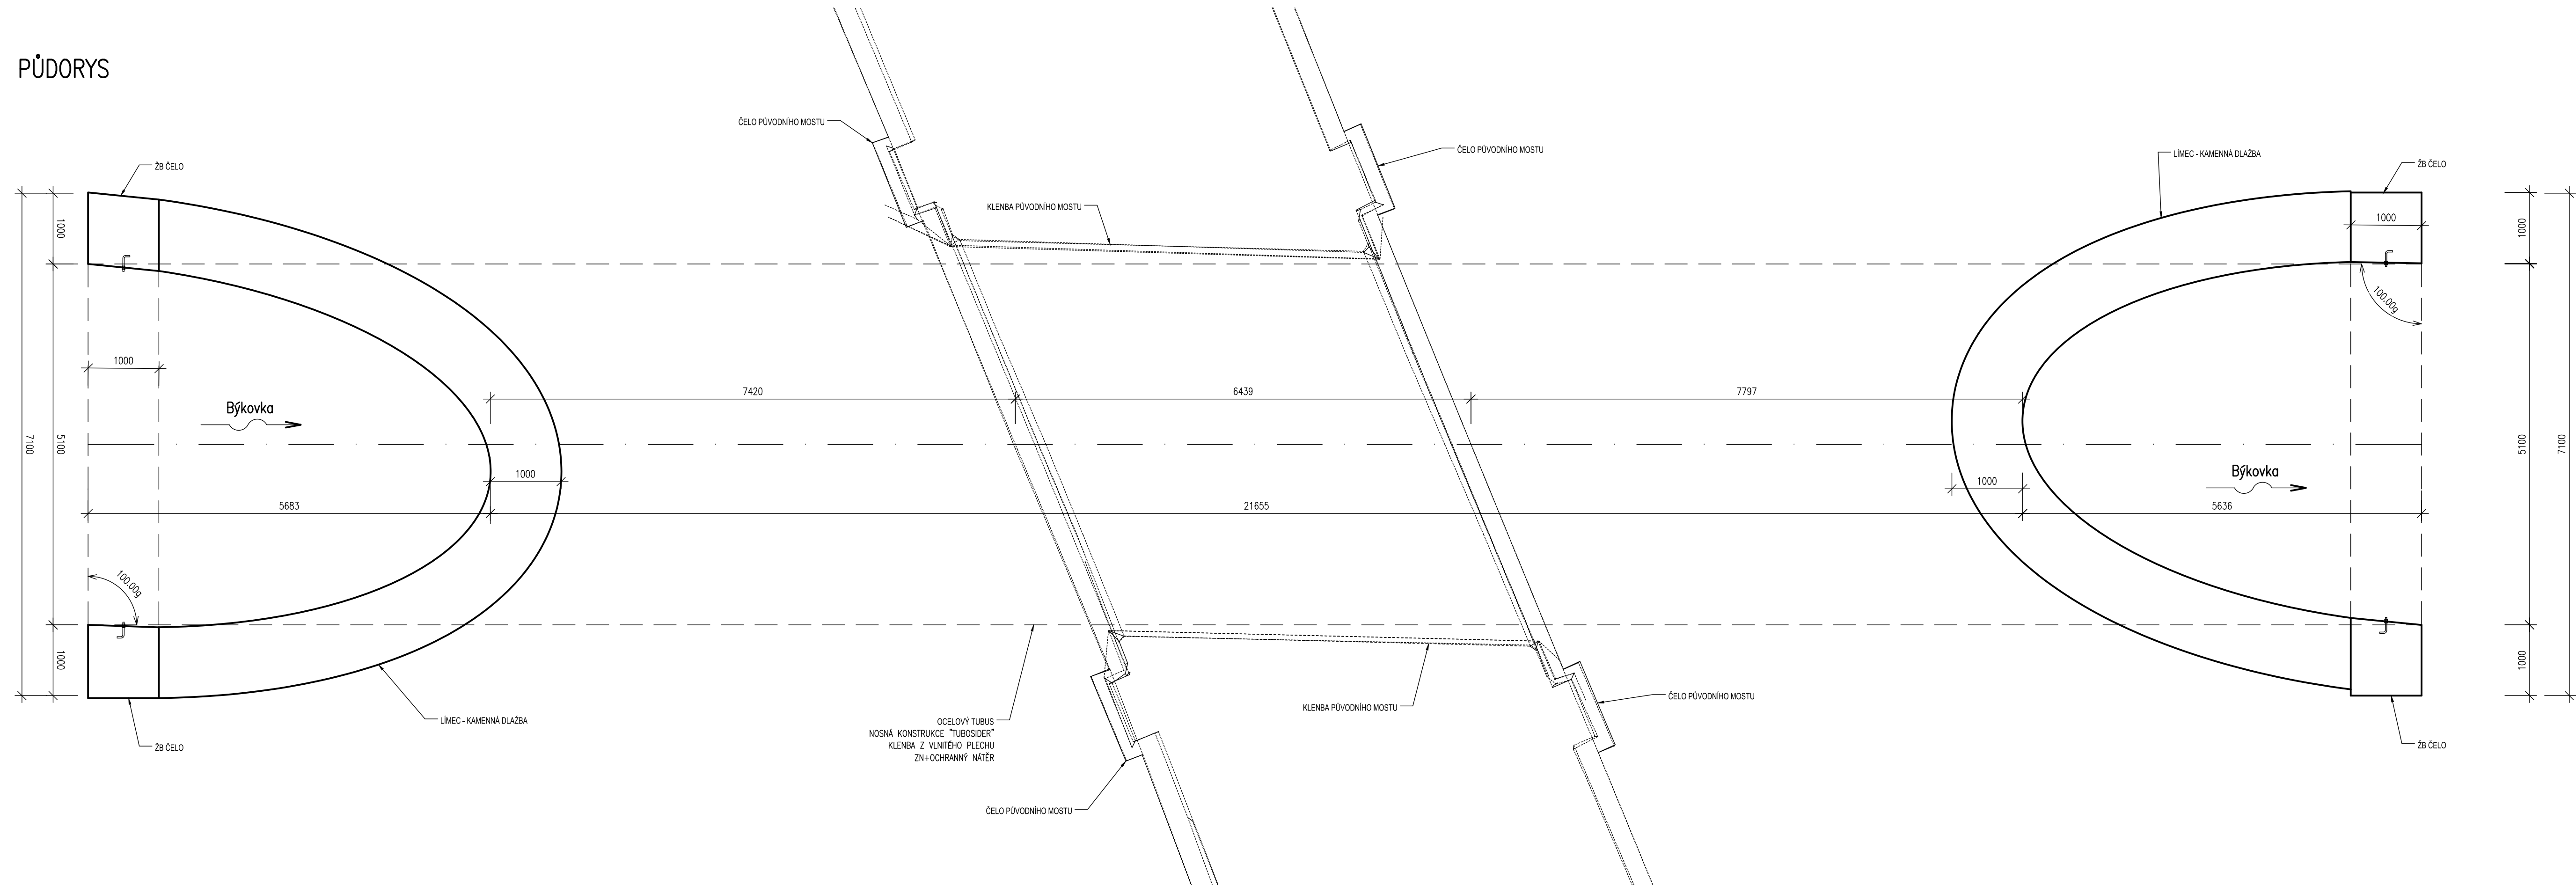 PŮDORYS
ČELO PŮVODNÍHO MOSTU
ČELO PŮVODNÍHO MOSTU
LÍMEC - KAMENNÁ DLAŽBA
ŽB ČELO
ŽB ČELO
KLENBA PŮVODNÍHO MOSTU
1000
1000
1000
100.00g
1000
7420
6439
7797
Býkovka
7100
5100
5100
7100
Býkovka
1000
1000
5683
21655
5636
100.00g
1000
1000
LÍMEC - KAMENNÁ DLAŽBA
OCELOVÝ TUBUS
NOSNÁ KONSTRUKCE "TUBOSIDER"
KLENBA Z VLNITÉHO PLECHU
ZN+OCHRANNÝ NÁTĚR
KLENBA PŮVODNÍHO MOSTU
ČELO PŮVODNÍHO MOSTU
ŽB ČELO
ŽB ČELO
ČELO PŮVODNÍHO MOSTU